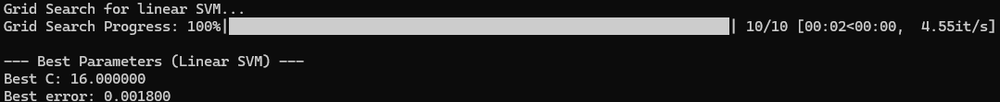 Grid Search for linear SVM...
Grid Search Progress: 100%|██████████| 10/10 [00:02<00:00,  4.55it/s]
--- Best Parameters (Linear SVM) ---
Best C: 16.000000
Best error: 0.001800